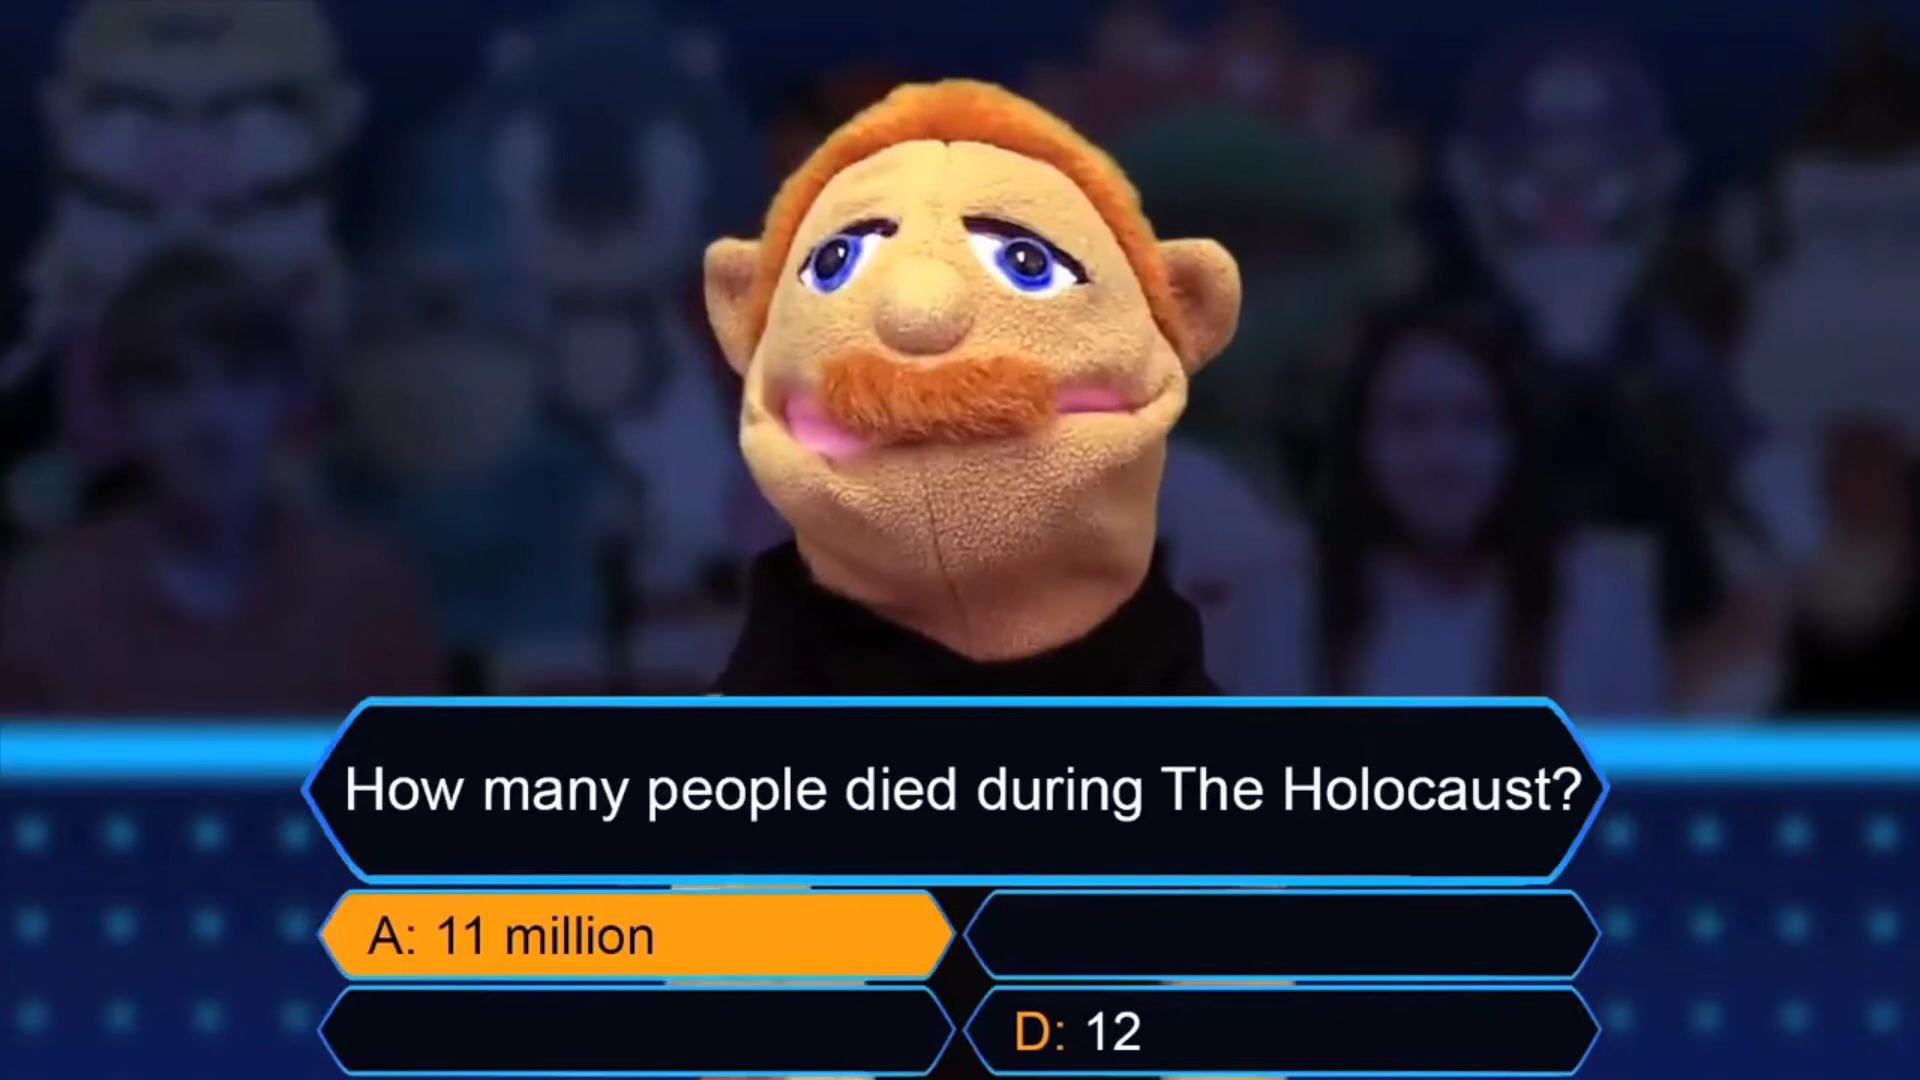 How many people died during The Holocaust?
A: 11 million
D: 12